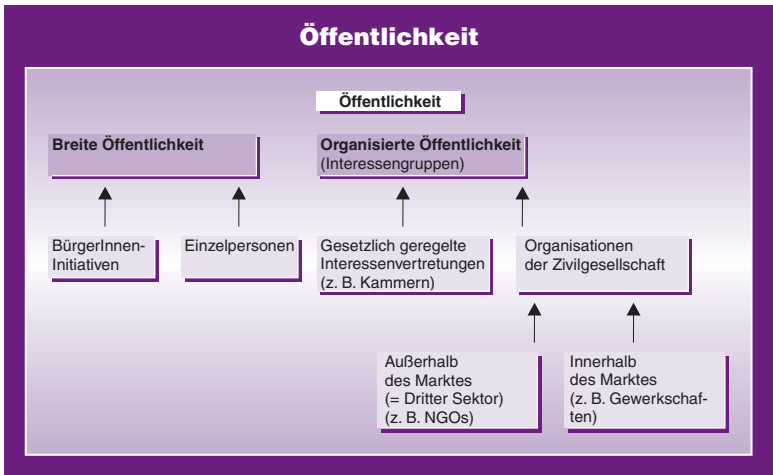 Öffentlichkeit
Öffentlichkeit
Breite Öffentlichkeit
Organisierte Öffentlichkeit
(Interessengruppen)
BürgerInnen-
Initiativen
Einzelpersonen
Gesetzlich geregelte
Interessenvertretungen
(z. B. Kammern)
Organisationen
der Zivilgesellschaft
Außerhalb
des Marktes
(= Dritter Sektor)
(z. B. NGOs)
Innerhalb
des Marktes
(z. B. Gewerkschaf-
ten)